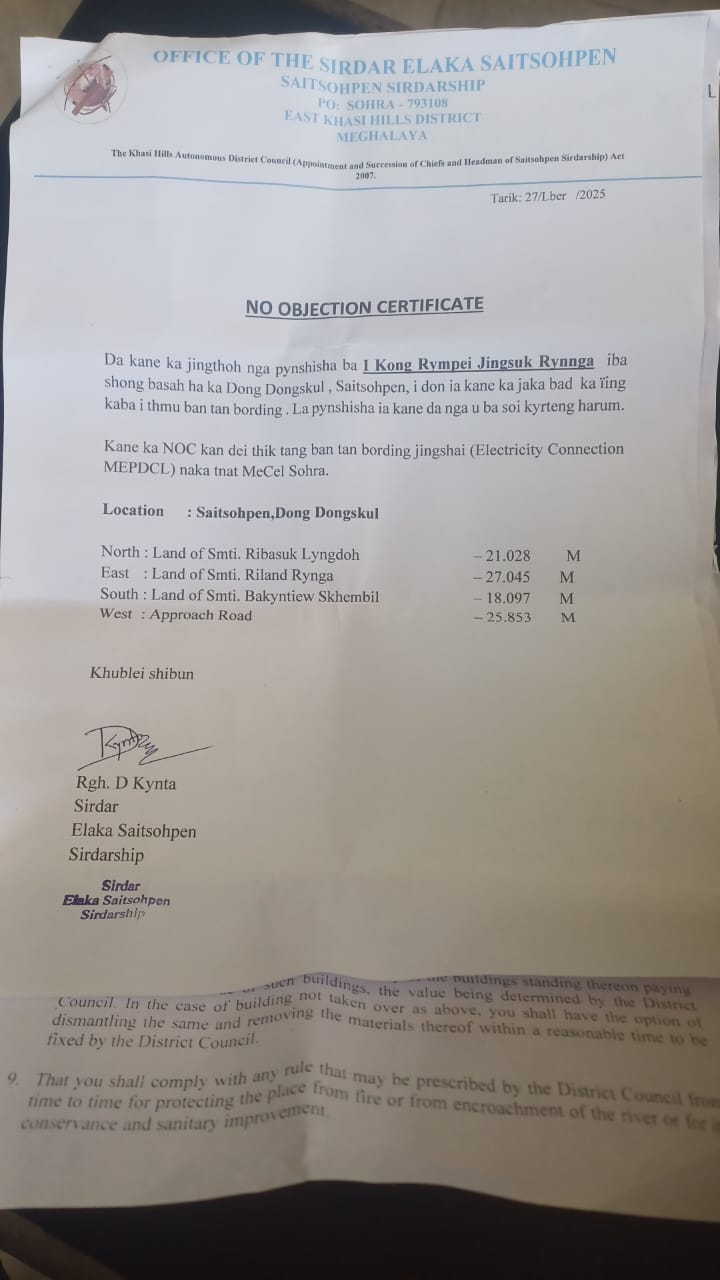 OFFICE OF THE SIRDAR ELAKA SAITSOHPEN
SAITSOHPEN SIRDARSHIP
PO: SOHRA - 793108
EAST KHASI HILLS DISTRICT
MEGHALAYA
The Khasi Hills Autonomous District Council (Appointment and Succession of Chiefs and Headman of Saitsohpen Sirdarship) Act
2007.
Tarik: 27/Lber /2025
NO OBJECTION CERTIFICATE
Da kane ka jingthoh nga pynshisha ba I Kong Rympei Jingsuk Rynnga iba
shong basah ha ka Dong Dongskul , Saitsohpen, i don ia kane ka jaka bad ka ïing
kaba i thmu ban tan bording . La pynshisha ia kane da nga u ba soi kyrteng harum.
Kane ka NOC kan dei thik tang ban tan bording jingshai (Electricity Connection
MEPDCL) naka tnat MeCel Sohra.
Location : Saitsohpen,Dong Dongskul
North : Land of Smti. Ribasuk Lyngdoh – 21.028 M
East : Land of Smti. Riland Rynga – 27.045 M
South : Land of Smti. Bakyntiew Skhembil – 18.097 M
West : Approach Road – 25.853 M
Khublei shibun
Rgh. D Kynta
Sirdar
Elaka Saitsohpen
Sirdarship
Sirdar
Elaka Saitsohpen
Sirdarship
such buildings, the buildings standing thereon paying
Council. In the case of building not taken over as above, you shall have the option of
dismantling the same and removing the materials thereof within a reasonable time to be
fixed by the District Council.
9. That you shall comply with any rule that may be prescribed by the District Council from
time to time for protecting the place from fire or from encroachment of the river or for
conservance and sanitary improvement.